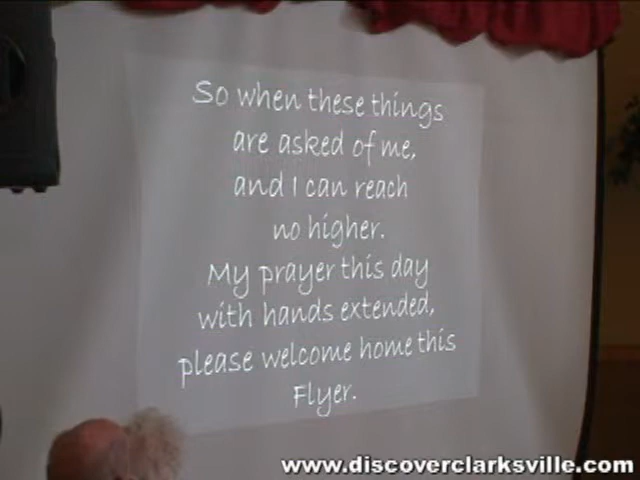 So when these things
are asked of me,
and I can reach
no higher.
My prayer this day
with hands extended,
please welcome home this
Flyer.
www.discoverclarksville.com